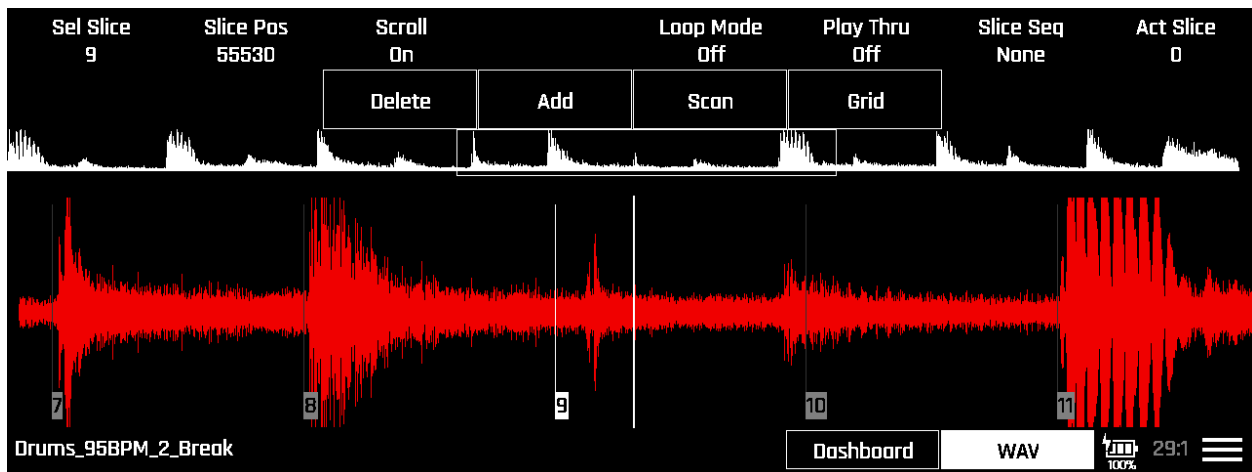 Sel Slice Slice Pos Scroll Loop Mode Play Thru Slice Seq Act Slice
9 55530 On Off Off None 0
Delete Add Scan Grid
7 8 9 10 11
Drums_95BPM_2_Break Dashboard WAV 100% 29:1